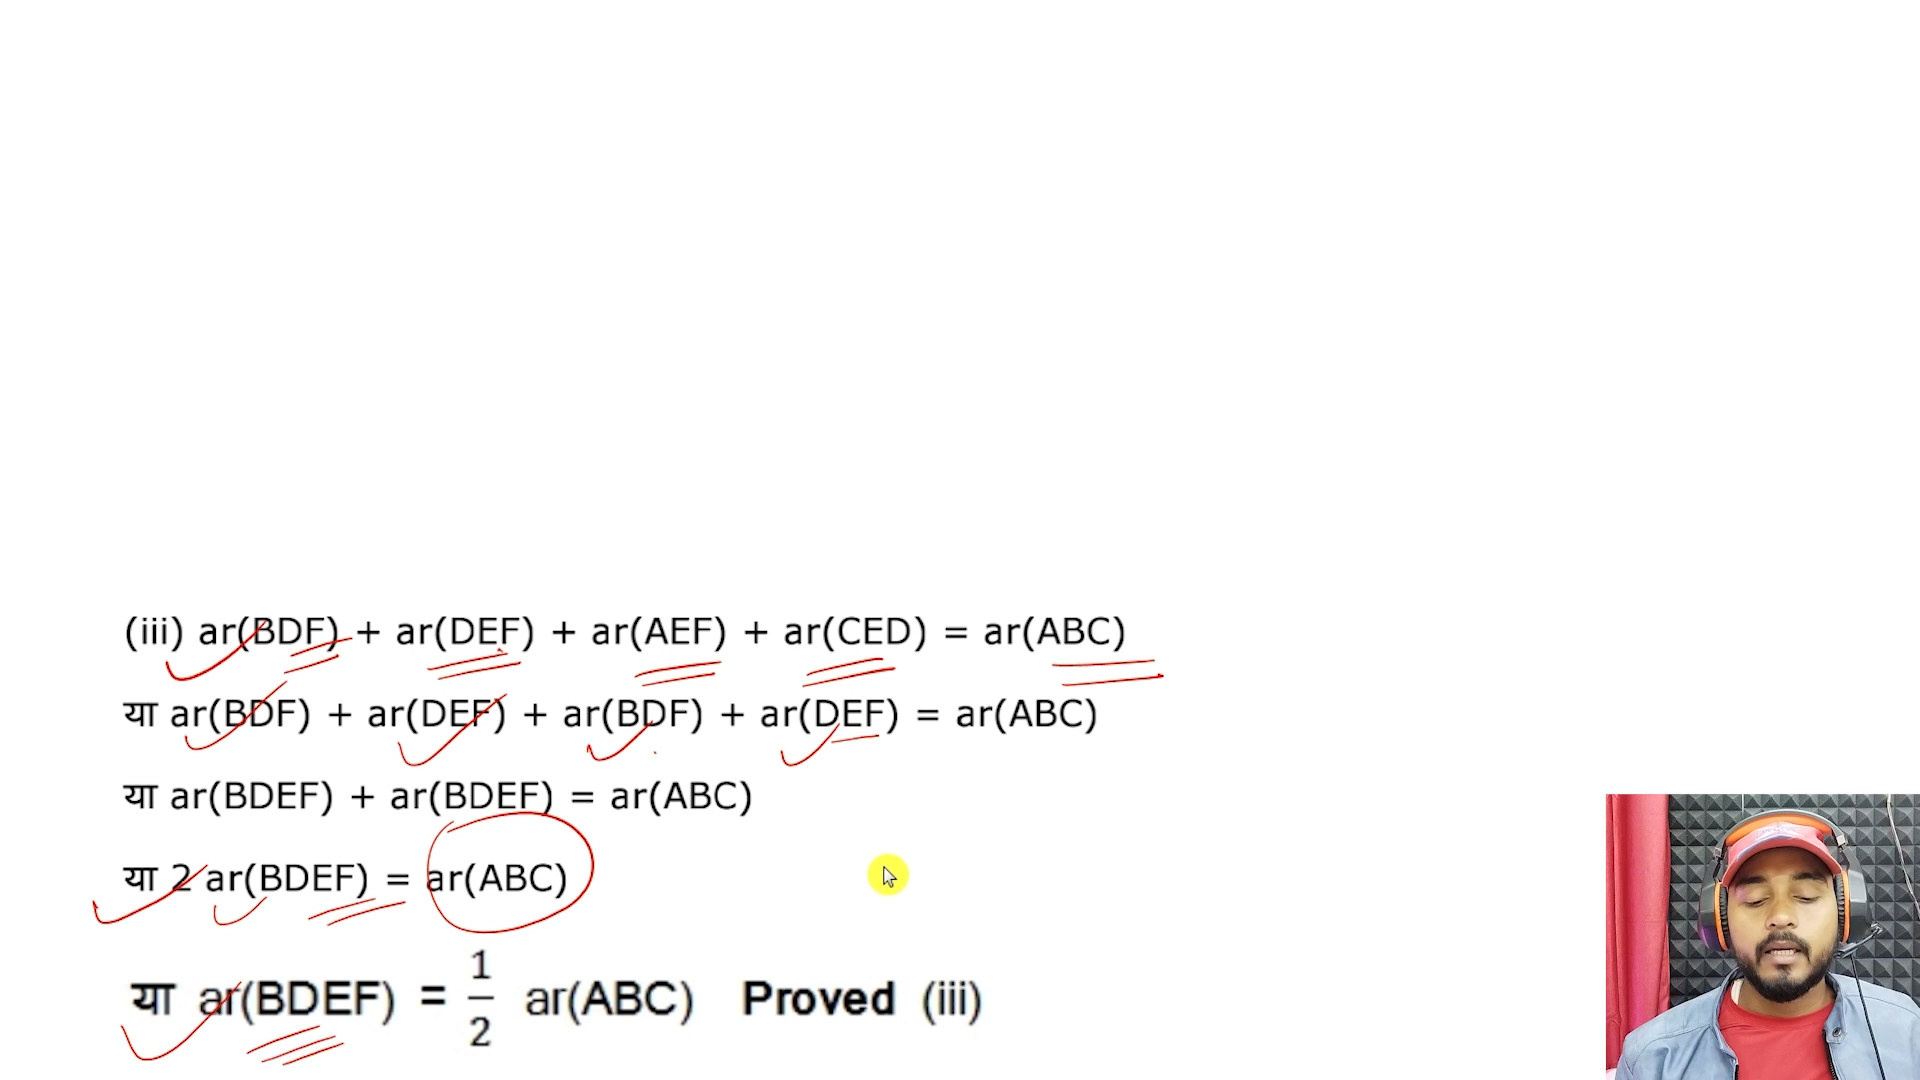 (iii) ar(BDF) + ar(DEF) + ar(AEF) + ar(CED) = ar(ABC)
या ar(BDF) + ar(DEF) + ar(BDF) + ar(DEF) = ar(ABC)
या ar(BDEF) + ar(BDEF) = ar(ABC)
या 2 ar(BDEF) = ar(ABC)
या ar(BDEF) = 1/2 ar(ABC) Proved (iii)